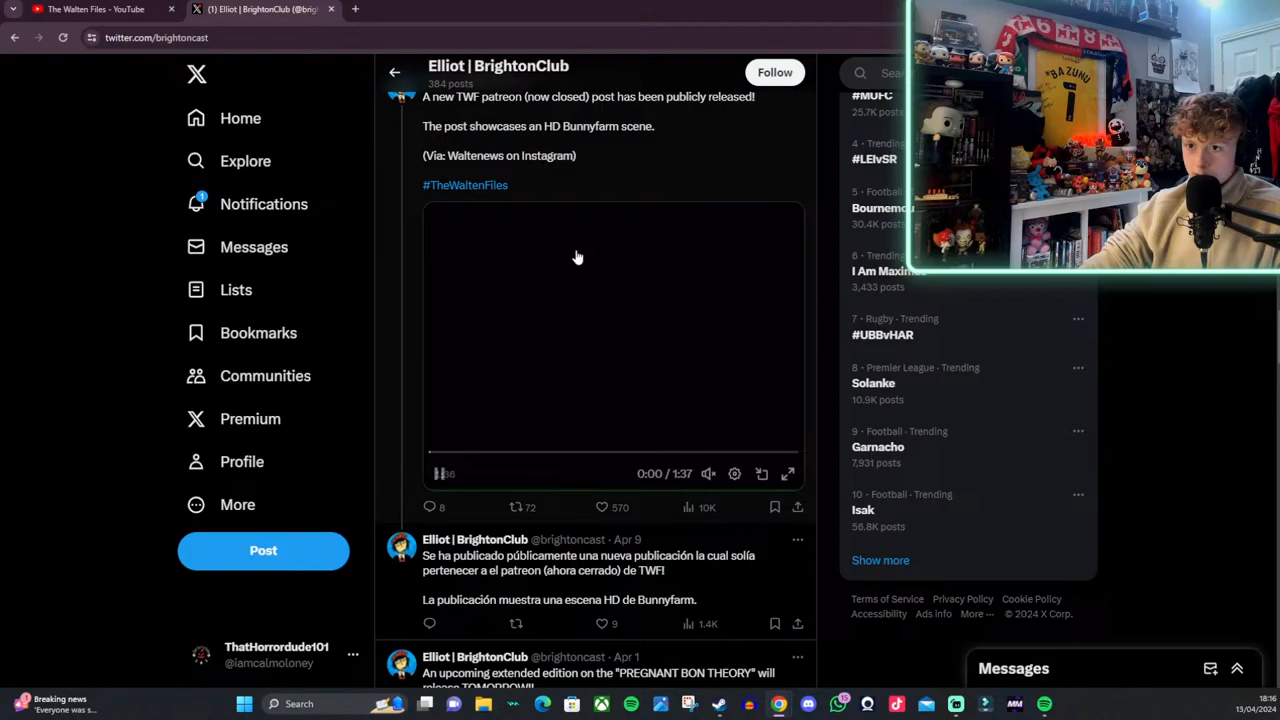 The Walten Files - YouTube
(1) Elliot | BrightonClub (@brig
twitter.com/brightoncast
Home
Explore
1
Notifications
Messages
Lists
Bookmarks
Communities
Premium
Profile
More
Post
ThatHorrordude101
@iamcalmoloney
Elliot | BrightonClub
384 posts
Follow
A new TWF patreon (now closed) post has been publicly released!
The post showcases an HD Bunnyfarm scene.
(Via: Waltenews on Instagram)
#TheWaltenFiles
0:00 / 1:37
8
72
570
10K
Elliot | BrightonClub @brightoncast · Apr 9
Se ha publicado públicamente una nueva publicación la cual solía
pertenecer a el patreon (ahora cerrado) de TWF!
La publicación muestra una escena HD de Bunnyfarm.
9
1.4K
Elliot | BrightonClub @brightoncast · Apr 1
An upcoming extended edition on the "PREGNANT BON THEORY" will
release TOMORROW!!
#MUFC
25.7K
4 · Trending
#LEIvSR
5 · Football
30.4K
6 · Trending
I Am
3,433 posts
7 · Rugby · Trending
#UBBvHAR
8 · Premier League · Trending
Solanke
10.9K posts
9 · Football · Trending
Garnacho
7,931 posts
10 · Football · Trending
Isak
56.8K posts
Show more
Terms of Service Privacy Policy Cookie Policy
Accessibility Ads info More ··· © 2024 X Corp.
Messages
BAZUNU
1
Breaking news
"Everyone was s...
Search
15
MM
18:16
13/04/2024